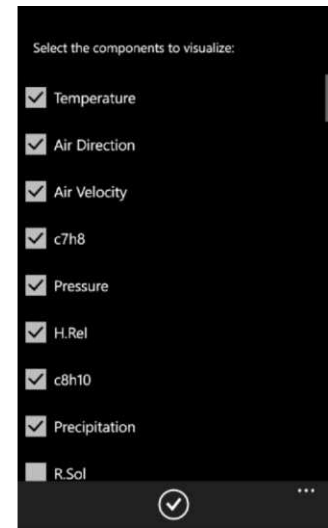 Select the components to visualize:
Temperature
Air Direction
Air Velocity
c7h8
Pressure
H.Rel
c8h10
Precipitation
R.Sol